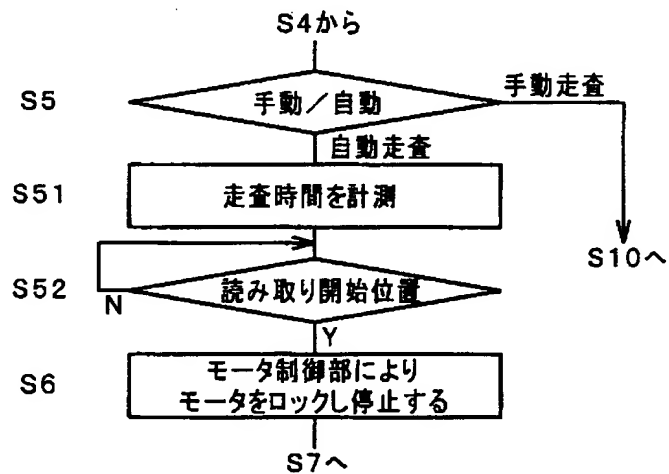 S4から
S5
手動／自動
手動走査
自動走査
S51
走査時間を計測
S10へ
S52
読み取り開始位置
N
Y
S6
モータ制御部により
モータをロックし停止する
S7へ